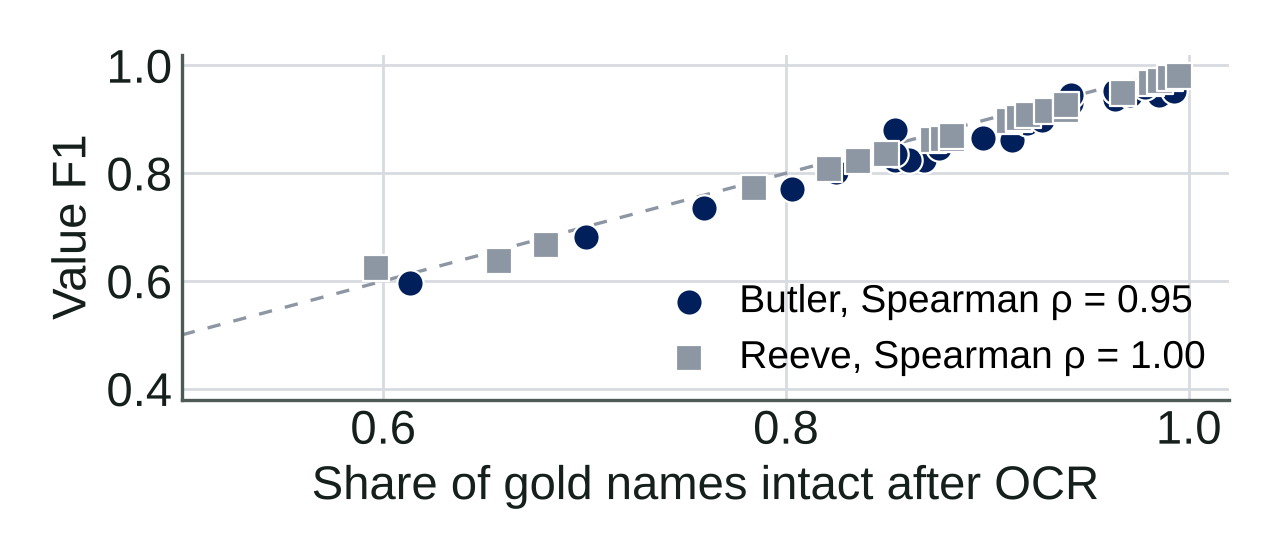 1.0
0.8
0.6
0.4
Value F1
Butler, Spearman ρ = 0.95
Reeve, Spearman ρ = 1.00
0.6 0.8 1.0
Share of gold names intact after OCR